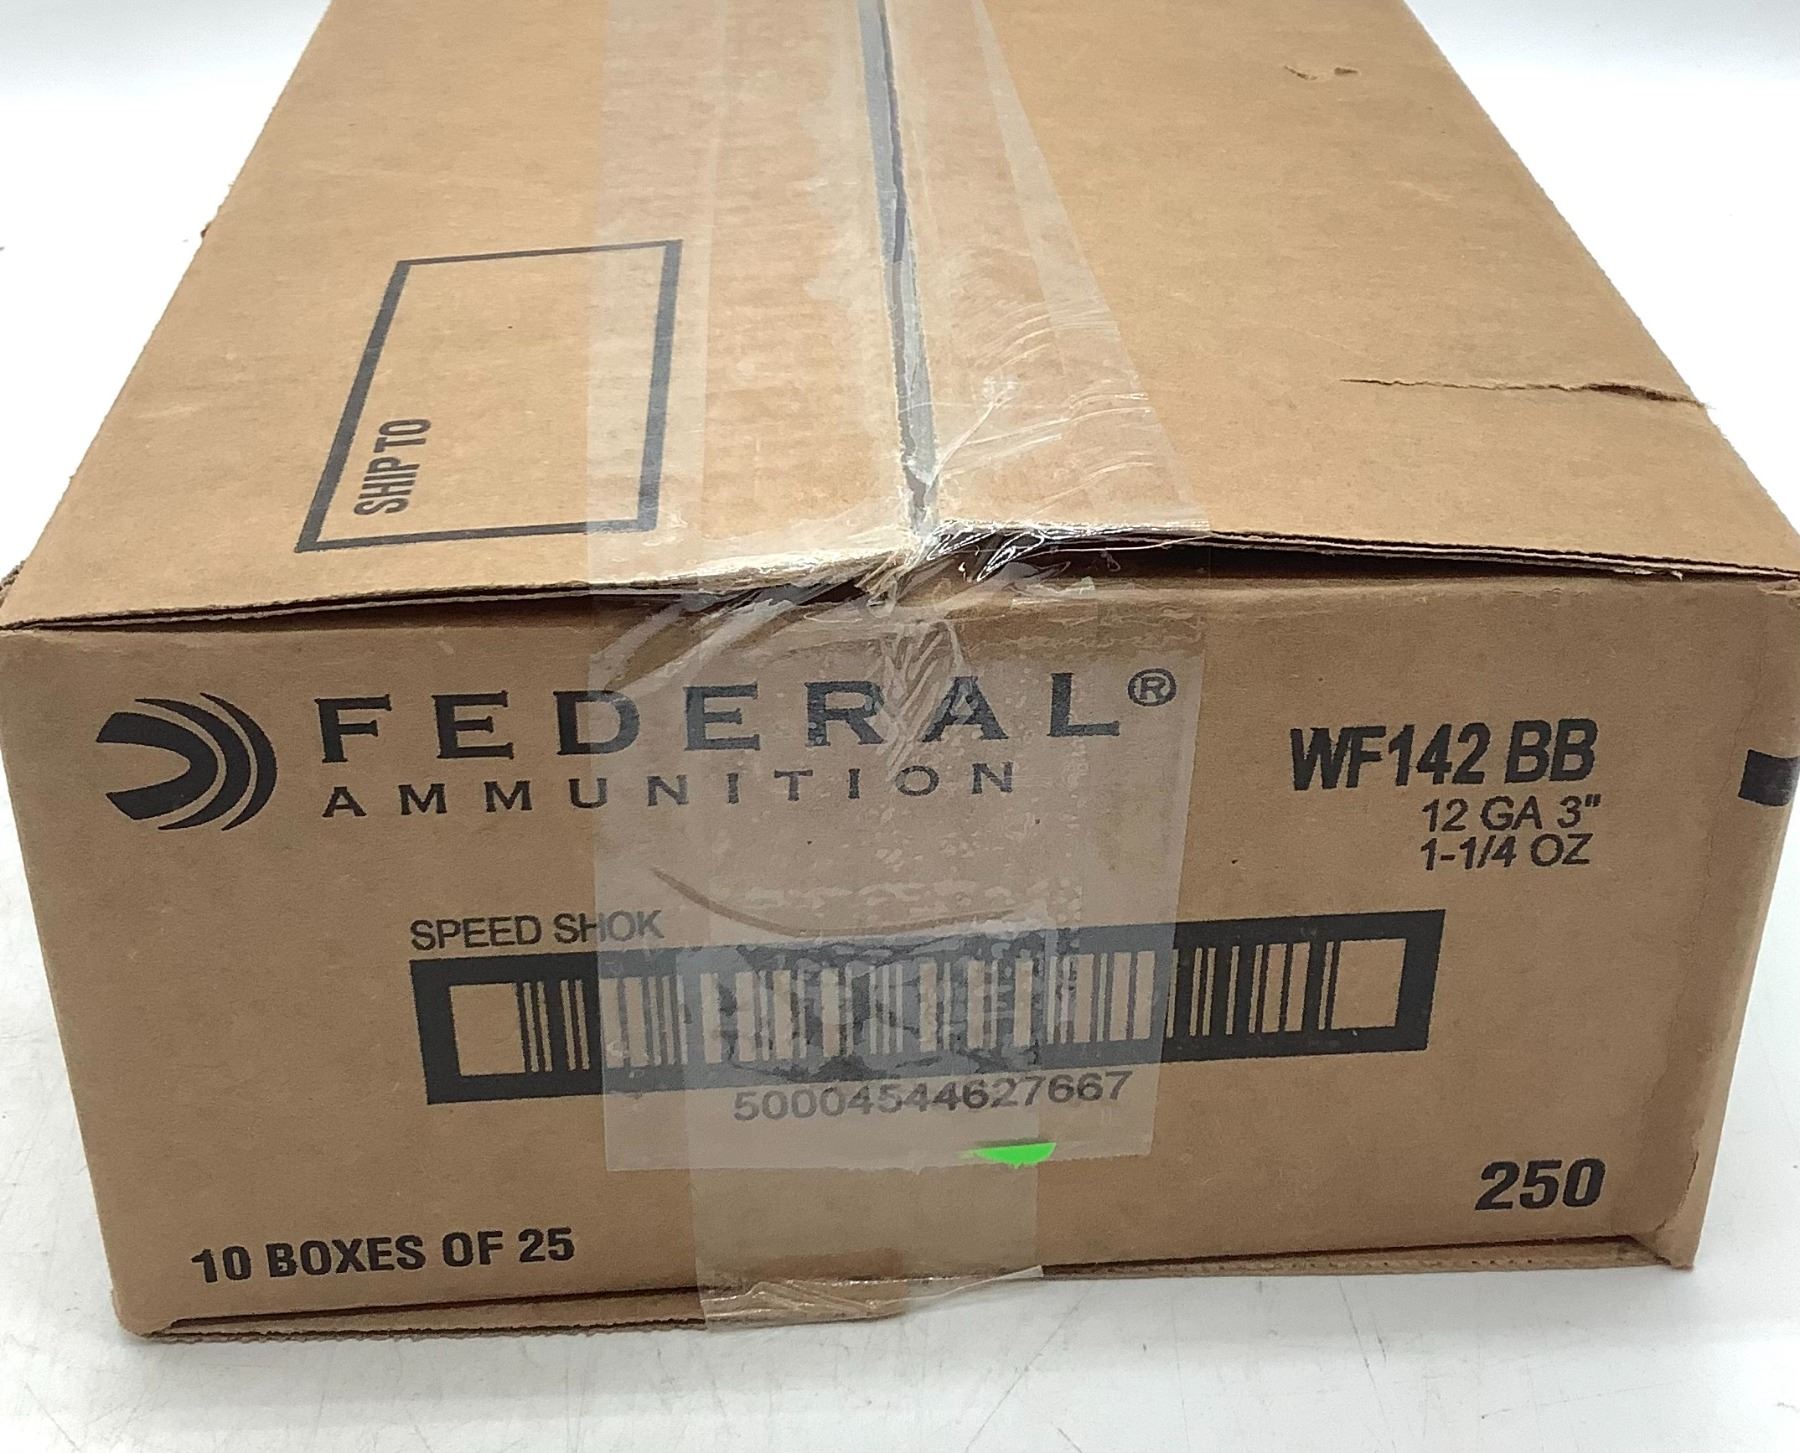 SHIP TO
FEDERAL®
AMMUNITION
WF142 BB
12 GA 3"
1-1/4 OZ
SPEED SHOK
50004544627667
250
10 BOXES OF 25